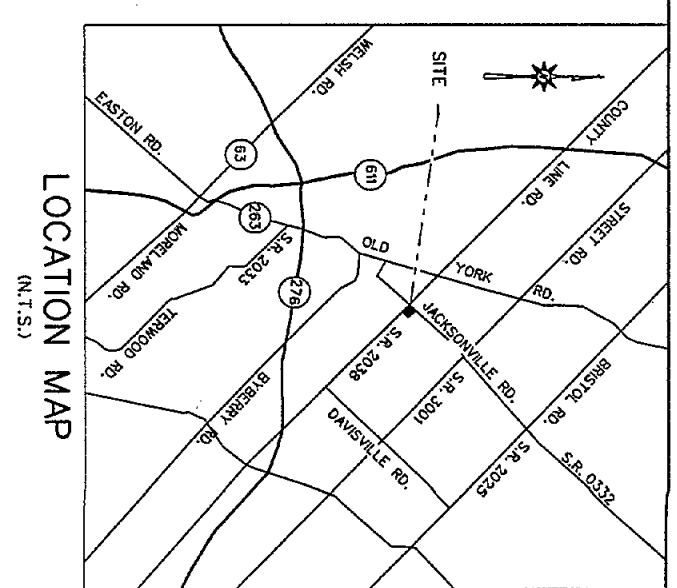 SITE
WELSH RD.
EASTON RD.
63
611
263
276
COUNTY
LINE RD.
STREET RD.
OLD
YORK
RD.
MORELAND RD.
S.R. 2033
TERWOOD RD.
JACKSONVILLE RD.
S.R. 2038
S.R. 3001
BRISTOL RD.
S.R. 2025
S.R. 0332
DAVISVILLE RD.
BYBERRY
RD.
LOCATION MAP
(N.T.S.)